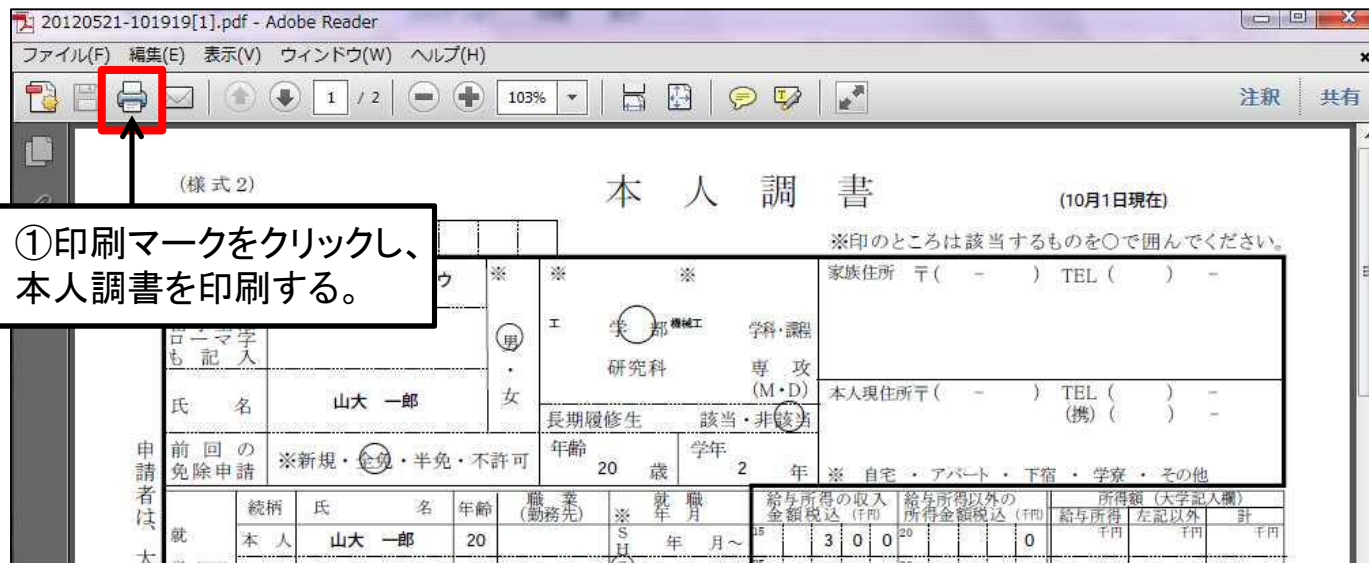 20120521-101919[1].pdf - Adobe Reader
ファイル(F) 編集(E) 表示(V) ウィンドウ(W) ヘルプ(H)
1 / 2 103% 注釈 共有
(様式2) 本人調書 (10月1日現在)
①印刷マークをクリックし、
本人調書を印刷する。
※印のところは該当するものを○で囲んでください。
ウ ※ ※ ※ 家族住所 〒( - ) TEL ( ) -
ローマ字
も記入
男・女
工 学部 機械工 学科・課程
研究科 専攻
(M・D)
氏名 山大 一郎
長期履修生 該当・非該当
本人現住所〒( - ) TEL ( ) -
(携) ( ) -
前回の
免除申請 ※新規・全免・半免・不許可
年齢 20 歳 学年 2 年
※ 自宅 ・ アパート ・ 下宿 ・ 学寮 ・ その他
申請者は、大
就
続柄 氏名 年齢 職業(勤務先) ※ 就職年月
給与所得の収入金額税込(千円) 給与所得以外の所得金額税込(千円) 所得額(大学記入欄)
給与所得 左記以外 計
本人 山大 一郎 20 S H 年 月~ 15 3 0 0 20 0 千円 千円 千円